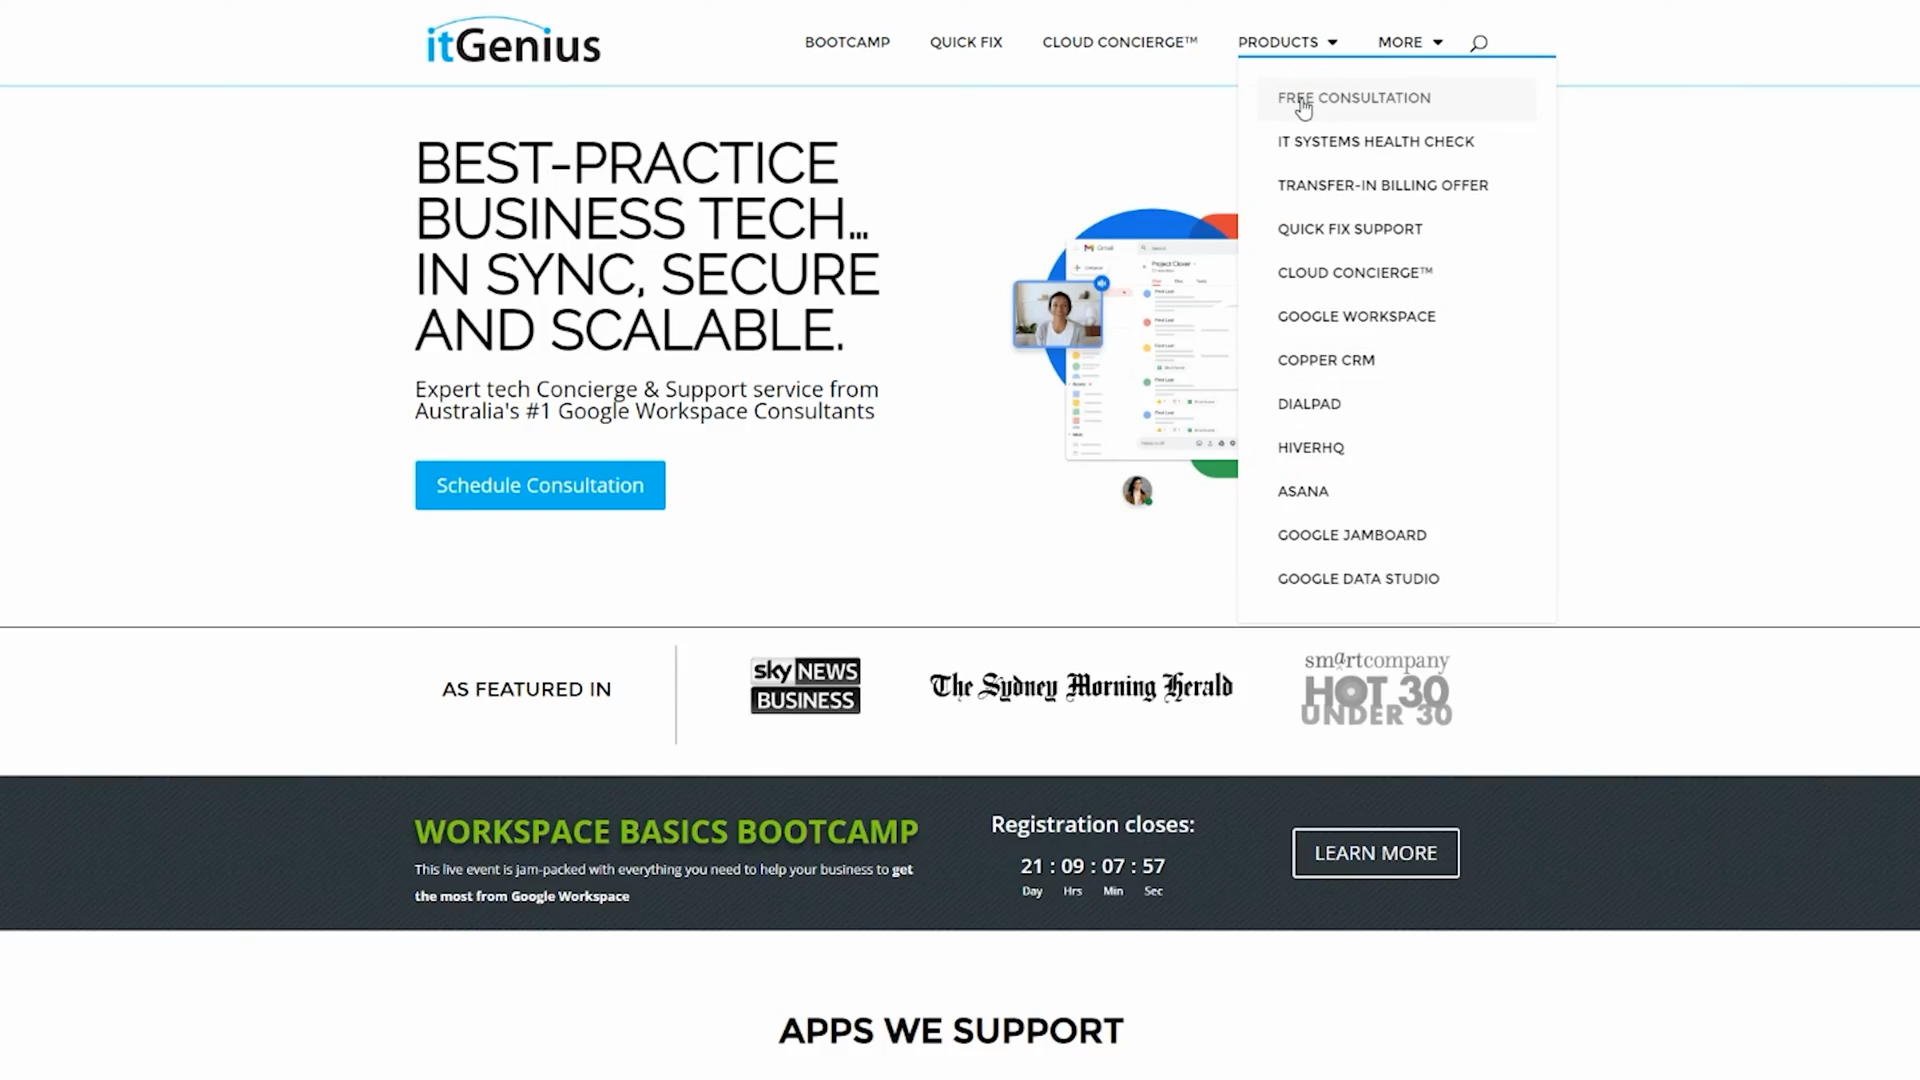 itGenius
BOOTCAMP
QUICK FIX
CLOUD CONCIERGE™
PRODUCTS
MORE
FREE CONSULTATION
IT SYSTEMS HEALTH CHECK
TRANSFER-IN BILLING OFFER
QUICK FIX SUPPORT
CLOUD CONCIERGE™
GOOGLE WORKSPACE
COPPER CRM
DIALPAD
HIVERHQ
ASANA
GOOGLE JAMBOARD
GOOGLE DATA STUDIO
BEST-PRACTICE
BUSINESS TECH...
IN SYNC, SECURE
AND SCALABLE.
Expert tech Concierge & Support service from
Australia's #1 Google Workspace Consultants
Schedule Consultation
Gmail
Search
Compose
Project Clover
AS FEATURED IN
sky NEWS
BUSINESS
The Sydney Morning Herald
smartcompany
HOT 30
UNDER 30
WORKSPACE BASICS BOOTCAMP
This live event is jam-packed with everything you need to help your business to get
the most from Google Workspace
Registration closes:
21 : 09 : 07 : 57
Day Hrs Min Sec
LEARN MORE
APPS WE SUPPORT